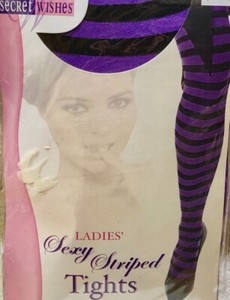 secret WISHES
LADIES'
Sexy Striped
Tights